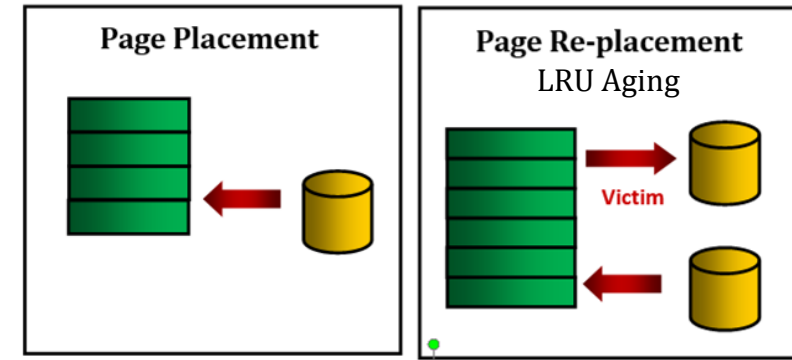 Page Placement
Page Re-placement
LRU Aging
Victim